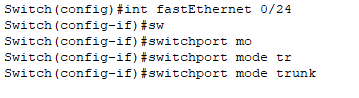 Switch(config)#int fastEthernet 0/24
Switch(config-if)#sw
Switch(config-if)#switchport mo
Switch(config-if)#switchport mode tr
Switch(config-if)#switchport mode trunk